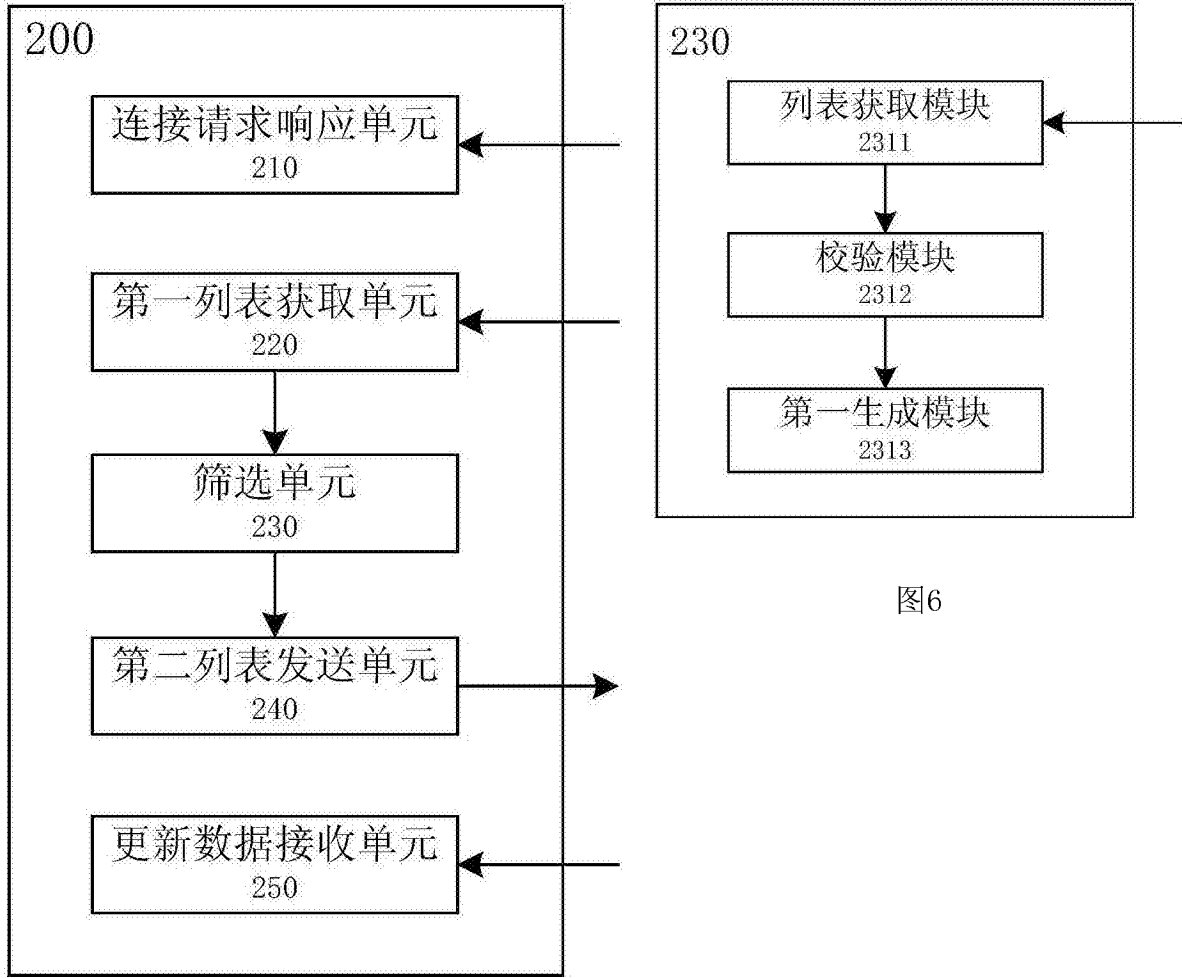 200
连接请求响应单元
210
第一列表获取单元
220
筛选单元
230
第二列表发送单元
240
更新数据接收单元
250
230
列表获取模块
2311
校验模块
2312
第一生成模块
2313
图6